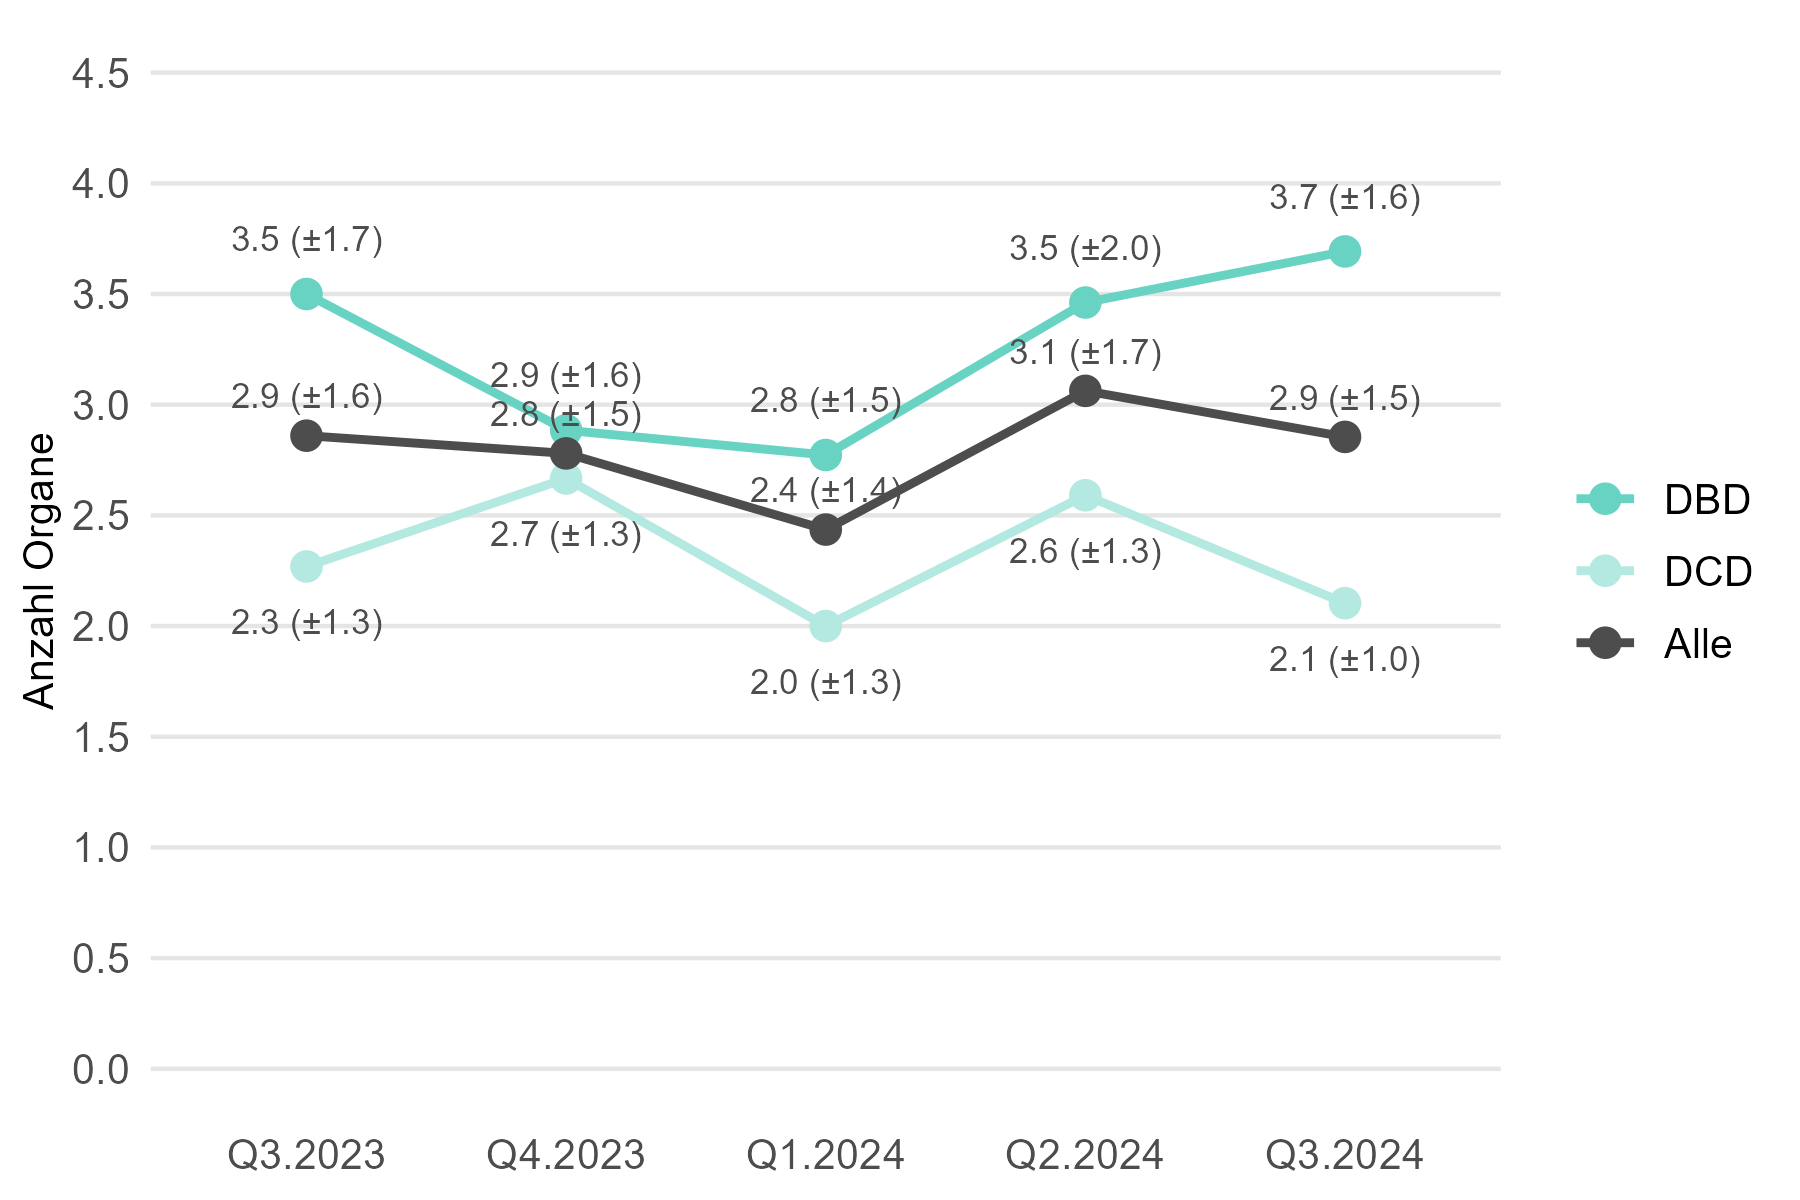 4.5
4.0
3.5
3.0
2.5
2.0
1.5
1.0
0.5
0.0
Anzahl Organe
3.5 (±1.7)
2.9 (±1.6)
2.8 (±1.5)
3.5 (±2.0)
3.7 (±1.6)
2.9 (±1.6)
2.8 (±1.5)
2.4 (±1.4)
3.1 (±1.7)
2.9 (±1.5)
2.3 (±1.3)
2.7 (±1.3)
2.0 (±1.3)
2.6 (±1.3)
2.1 (±1.0)
Q3.2023
Q4.2023
Q1.2024
Q2.2024
Q3.2024
DBD
DCD
Alle